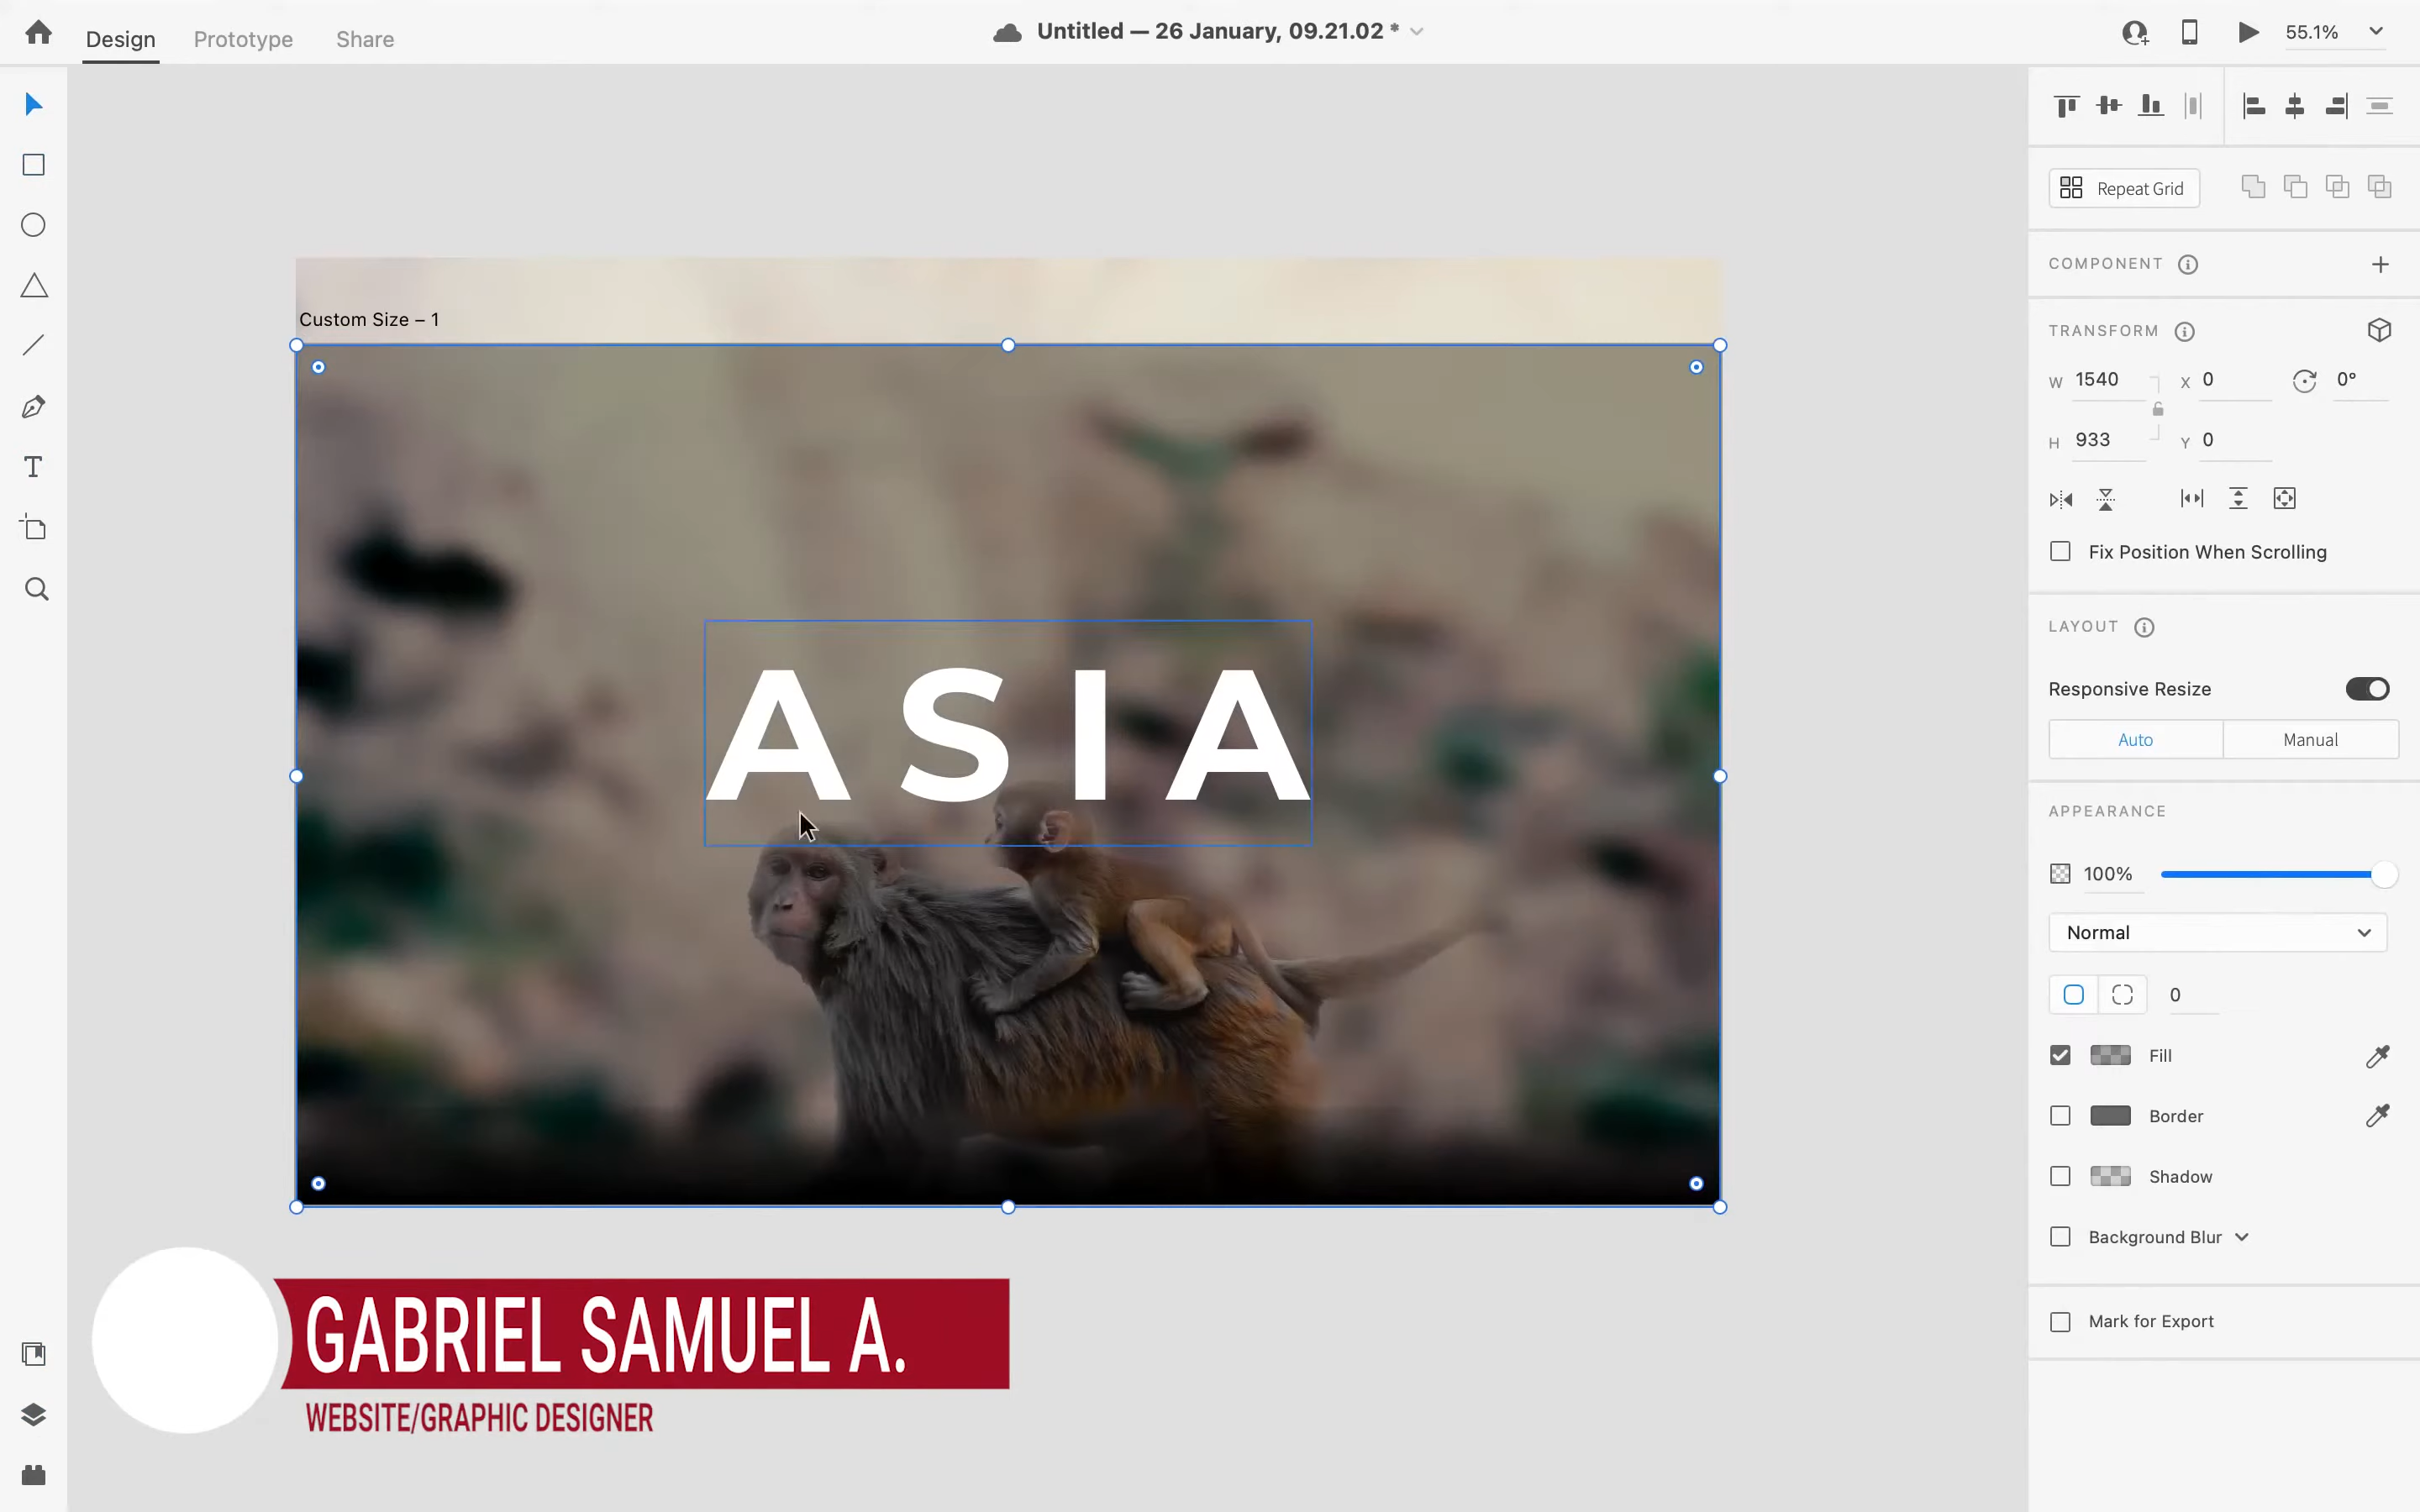 Design Prototype Share
Untitled — 26 January, 09.21.02 *
55.1%
Repeat Grid
COMPONENT
TRANSFORM
W 1540 X 0 0°
H 933 Y 0
Fix Position When Scrolling
LAYOUT
Responsive Resize
Auto Manual
APPEARANCE
100%
Normal
0
Fill
Border
Shadow
Background Blur
Mark for Export
Custom Size – 1
ASIA
GABRIEL SAMUEL A.
WEBSITE/GRAPHIC DESIGNER